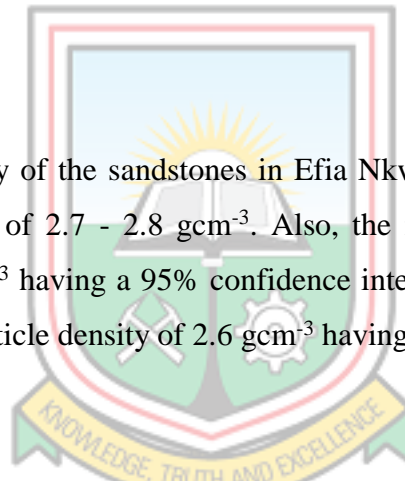 y of the sandstones in Efia Nkw
of 2.7 - 2.8 gcm⁻³. Also, the
³ having a 95% confidence inte
ticle density of 2.6 gcm⁻³ having
KNOWLEDGE, TRUTH AND EXCELLENCE